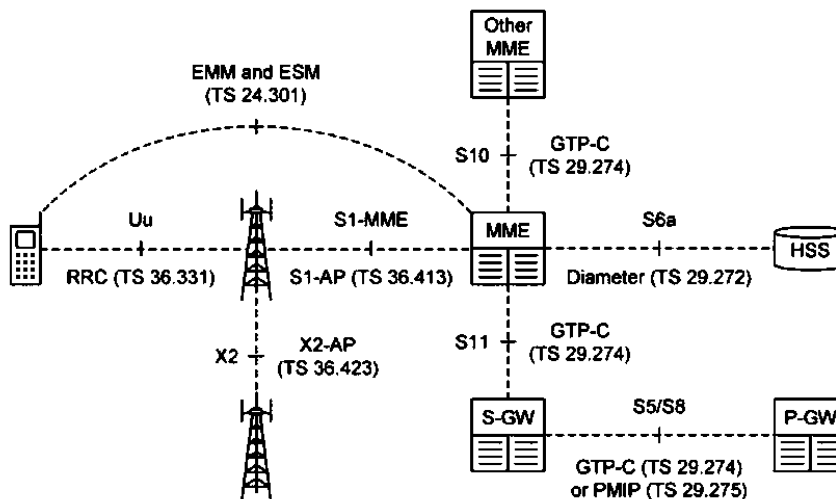 Other
MME
EMM and ESM
(TS 24.301)
S10
GTP-C
(TS 29.274)
Uu
S1-MME
MME
S6a
HSS
RRC (TS 36.331)
S1-AP (TS 36.413)
Diameter (TS 29.272)
X2
X2-AP
(TS 36.423)
S11
GTP-C
(TS 29.274)
S-GW
S5/S8
P-GW
GTP-C (TS 29.274)
or PMIP (TS 29.275)